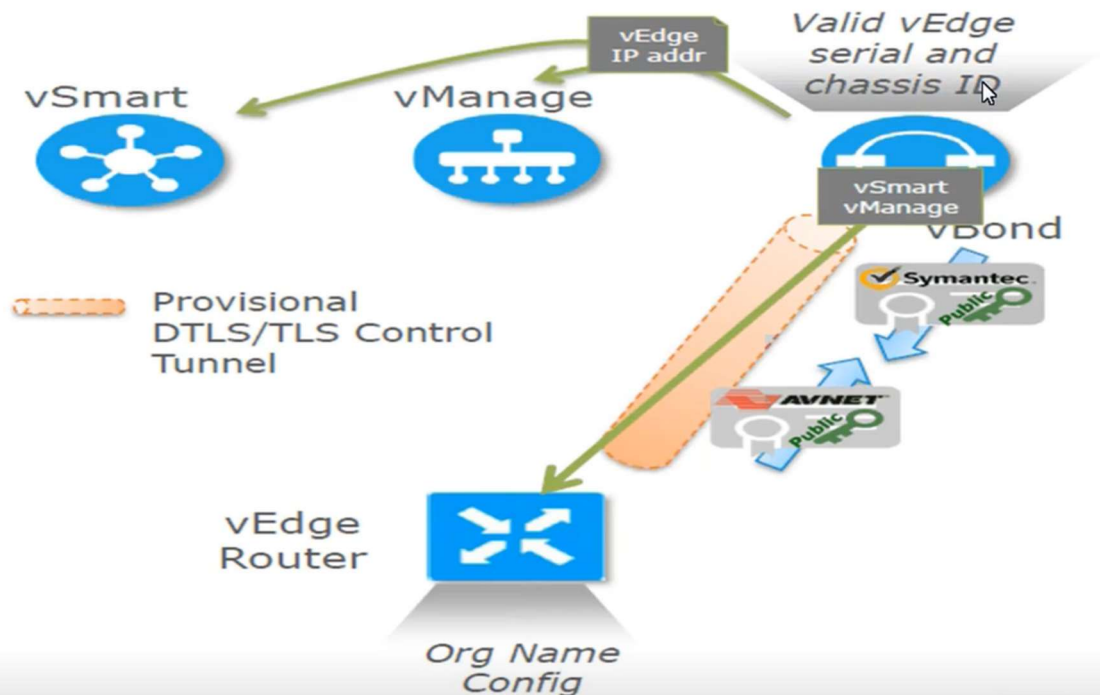 vEdge
IP addr
Valid vEdge
serial and
chassis ID
vSmart
vManage
vSmart
vManage
vBond
Symantec
Public
Provisional
DTLS/TLS Control
Tunnel
AVNET
Public
vEdge
Router
Org Name
Config